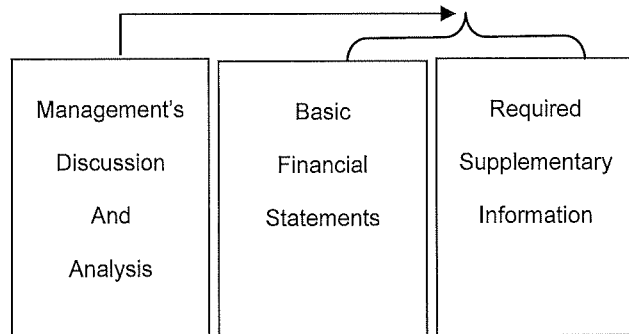 Management's
Discussion
And
Analysis
Basic
Financial
Statements
Required
Supplementary
Information